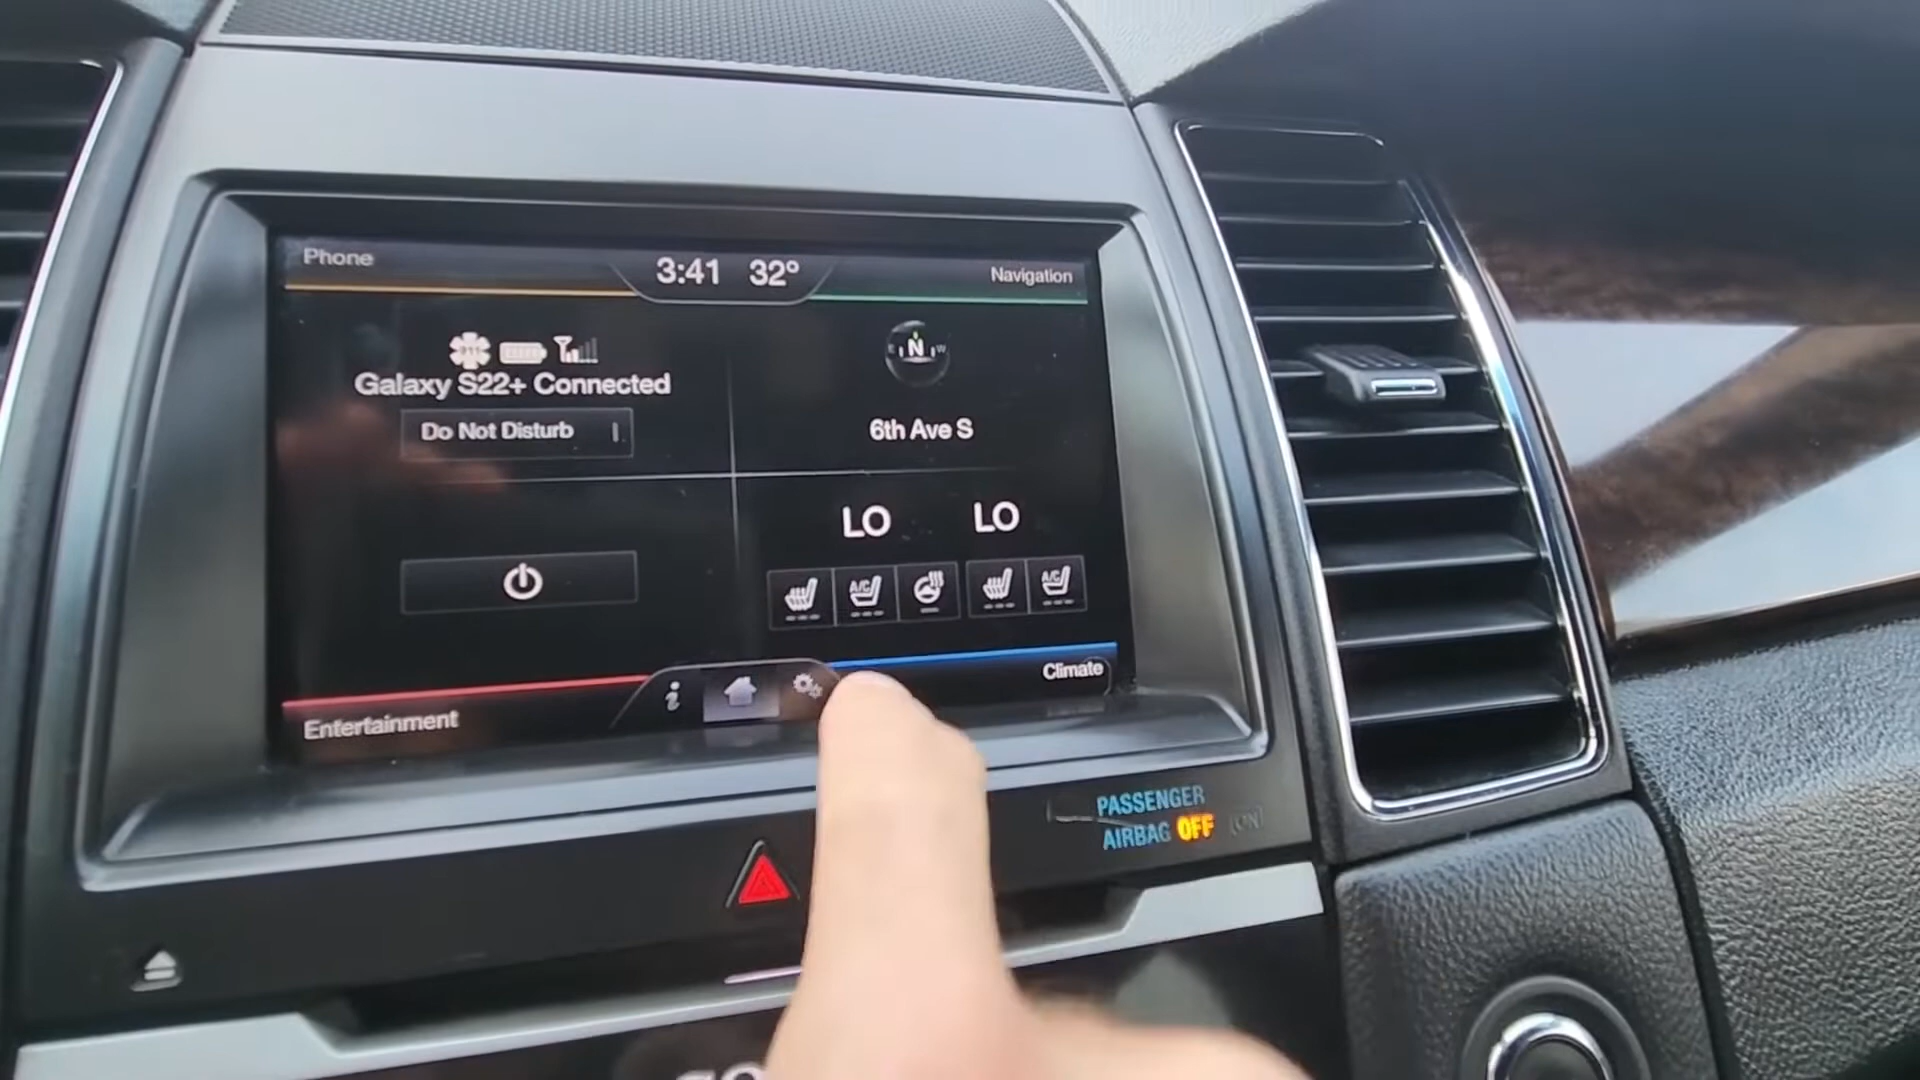 Phone
3:41 32°
Navigation
911
Galaxy S22+ Connected
Do Not Disturb
E N W
6th Ave S
LO LO
A/C A/C
Climate
i
Entertainment
PASSENGER
AIRBAG OFF ON